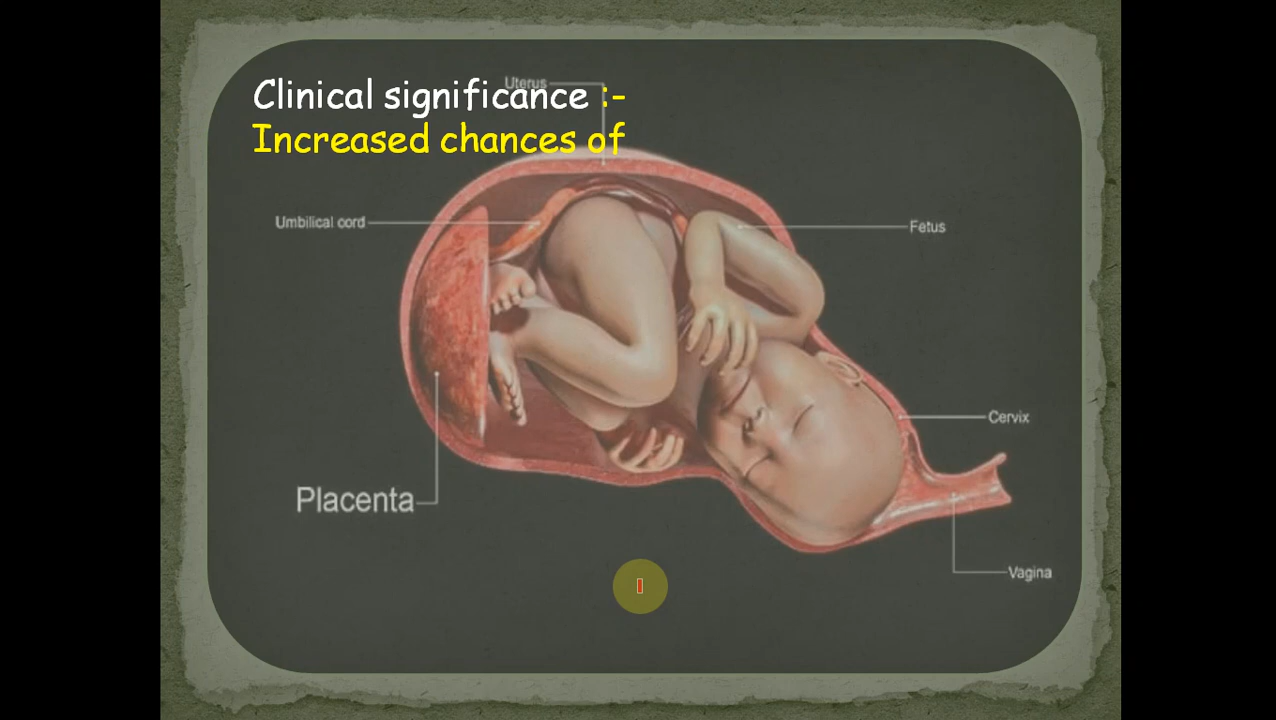 Uterus
Clinical significance :-
Increased chances of
Umbilical cord
Fetus
Cervix
Placenta
Vagina